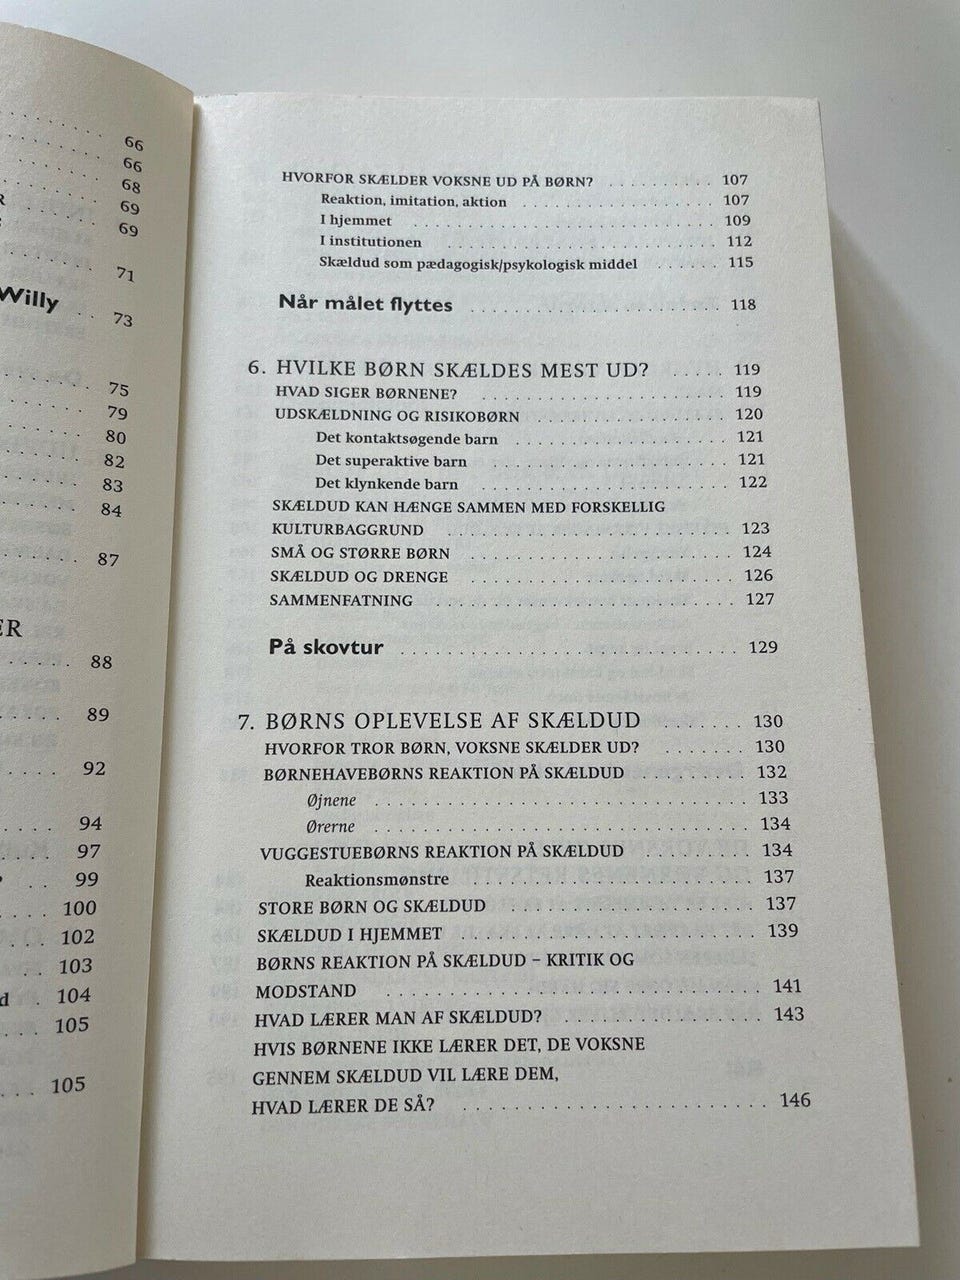 66
66
68
69
69
71
Willy
73
75
79
80
82
83
84
87
ER
88
89
92
94
97
99
100
102
103
d . 104
105
105
HVORFOR SKÆLDER VOKSNE UD PÅ BØRN? . . . . . . . . . . . 107
Reaktion, imitation, aktion . . . . . . . . . . . . . . . . . . 107
I hjemmet . . . . . . . . . . . . . . . . . . . . . . . . . . 109
I institutionen . . . . . . . . . . . . . . . . . . . . . . . 112
Skældud som pædagogisk/psykologisk middel . . . . . . 115
Når målet flyttes . . . . . . . . . . . . . . . . . . . . . 118
6. HVILKE BØRN SKÆLDES MEST UD? . . . . . 119
HVAD SIGER BØRNENE? . . . . . . . . . . . . . . . . . . . . . 119
UDSKÆLDNING OG RISIKOBØRN . . . . . . . . . . . . . . . . 120
Det kontaktsøgende barn . . . . . . . . . . . . . . . . . . 121
Det superaktive barn . . . . . . . . . . . . . . . . . . . . 121
Det klynkende barn . . . . . . . . . . . . . . . . . . . . . 122
SKÆLDUD KAN HÆNGE SAMMEN MED FORSKELLIG
KULTURBAGGRUND . . . . . . . . . . . . . . . . . . . . . . . 123
SMÅ OG STØRRE BØRN . . . . . . . . . . . . . . . . . . . . . 124
SKÆLDUD OG DRENGE . . . . . . . . . . . . . . . . . . . . . 126
SAMMENFATNING . . . . . . . . . . . . . . . . . . . . . . . . 127
På skovtur . . . . . . . . . . . . . . . . . . . . . . . . . . 129
7. BØRNS OPLEVELSE AF SKÆLDUD . . . . . . 130
HVORFOR TROR BØRN, VOKSNE SKÆLDER UD? . . . . . . . 130
BØRNEHAVEBØRNS REAKTION PÅ SKÆLDUD . . . . . . . . . 132
Øjnene . . . . . . . . . . . . . . . . . . . . . . . . . . . . 133
Ørerne . . . . . . . . . . . . . . . . . . . . . . . . . . . . 134
VUGGESTUEBØRNS REAKTION PÅ SKÆLDUD . . . . . . . . 134
Reaktionsmønstre . . . . . . . . . . . . . . . . . . . . . . 137
STORE BØRN OG SKÆLDUD . . . . . . . . . . . . . . . . . . . 137
SKÆLDUD I HJEMMET . . . . . . . . . . . . . . . . . . . . . . 139
BØRNS REAKTION PÅ SKÆLDUD – KRITIK OG
MODSTAND . . . . . . . . . . . . . . . . . . . . . . . . . . . 141
HVAD LÆRER MAN AF SKÆLDUD? . . . . . . . . . . . . . . . 143
HVIS BØRNENE IKKE LÆRER DET, DE VOKSNE
GENNEM SKÆLDUD VIL LÆRE DEM,
HVAD LÆRER DE SÅ? . . . . . . . . . . . . . . . . . . . . . . 146